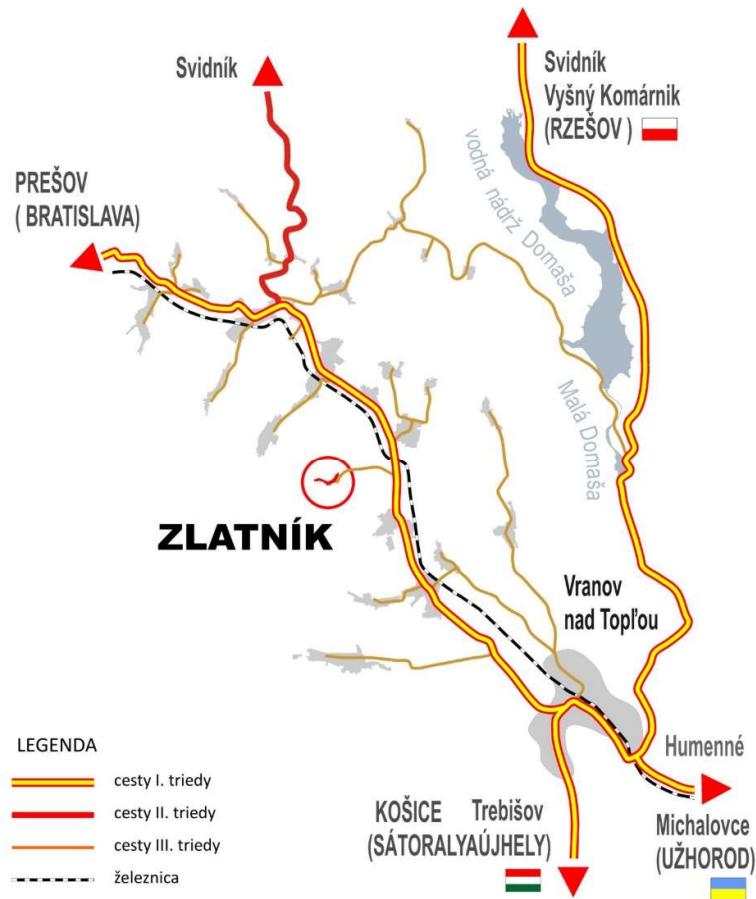 Svidník
Svidník
Vyšný Komárnik
(RZEŠOV )
PREŠOV
( BRATISLAVA)
vodná nádrž Domaša
Malá Domaša
ZLATNÍK
Vranov
nad Topľou
LEGENDA
cesty I. triedy
cesty II. triedy
cesty III. triedy
železnica
Humenné
KOŠICE Trebišov
(SÁTORALYAÚJHELY)
Michalovce
(UŽHOROD)